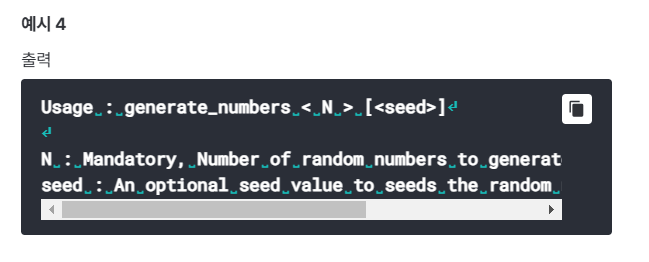 예시 4
출력
Usage : generate_numbers < N > [<seed>]
N : Mandatory, Number of random numbers to generat
seed : An optional seed value to seeds the random